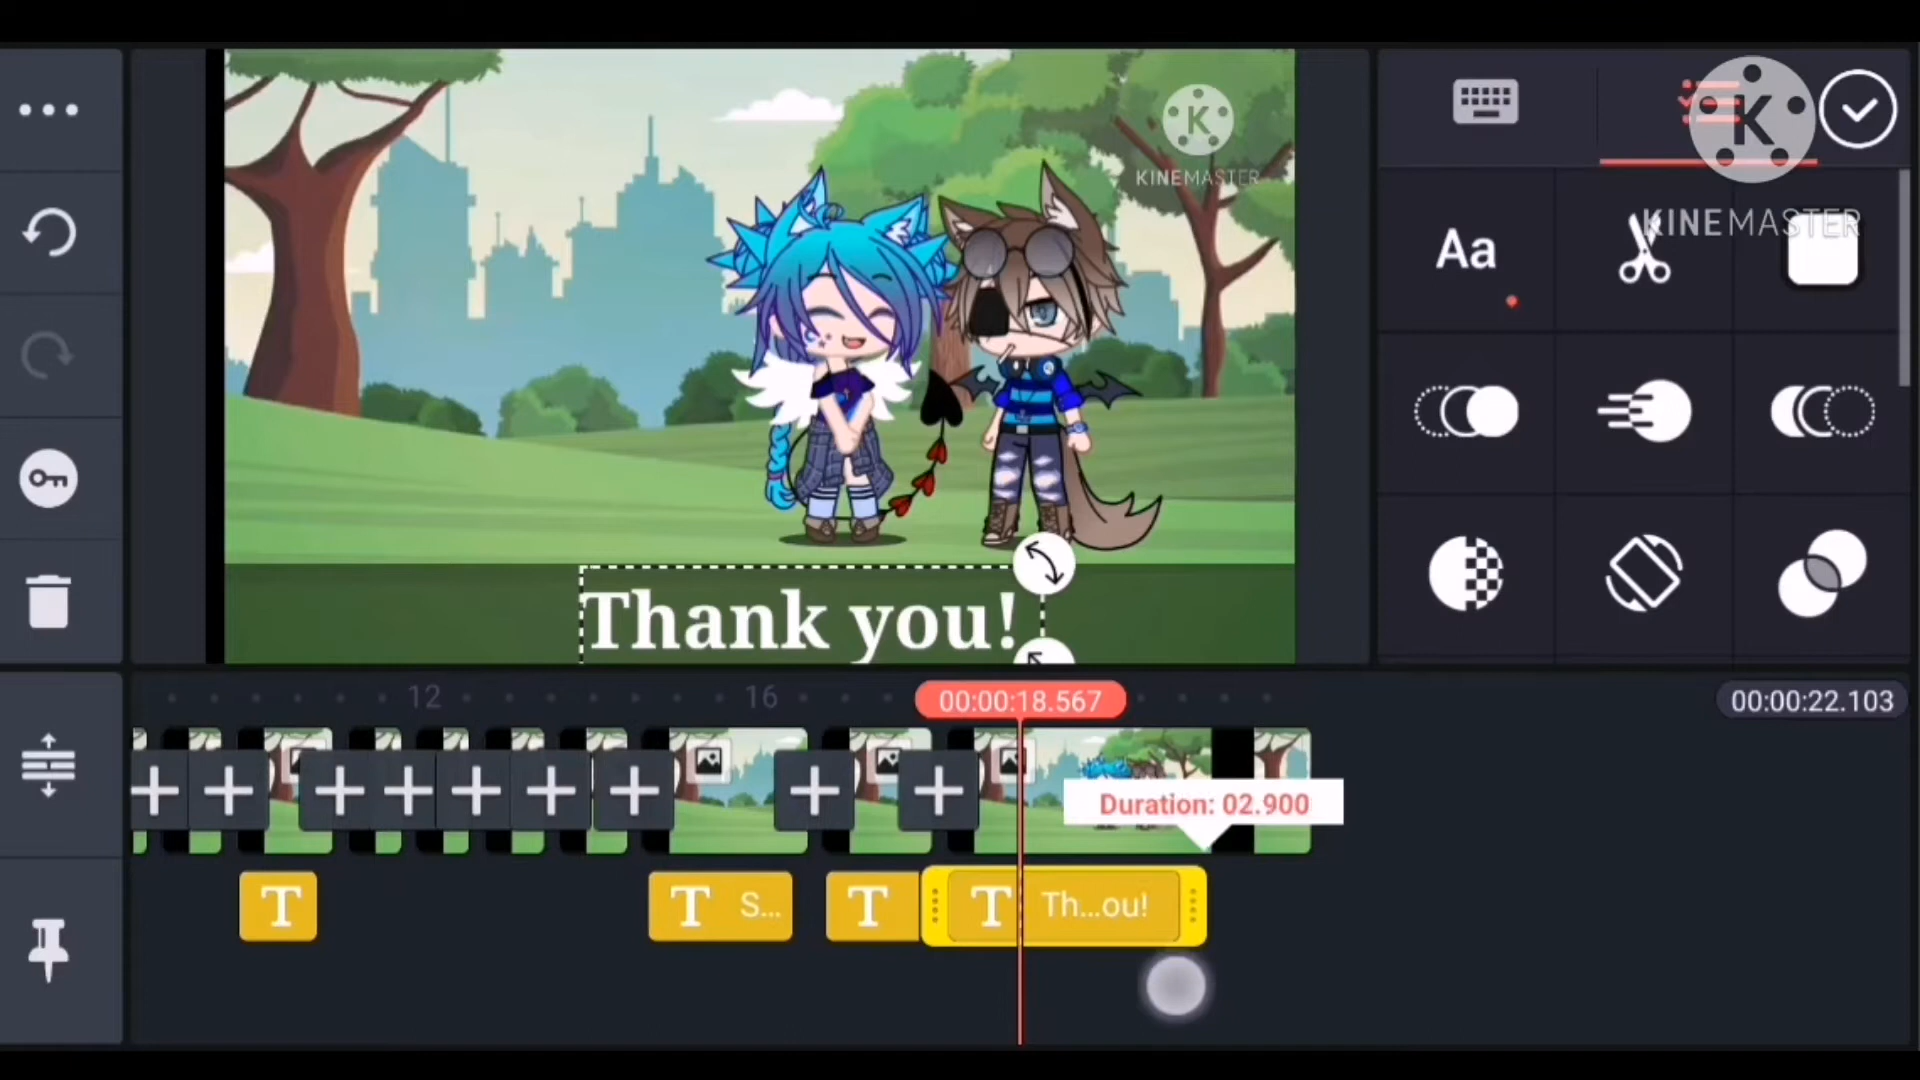 K
KINEMASTER
K
KINEMASTER
Aa
Thank you!
12
16
00:00:18.567
00:00:22.103
Duration: 02.900
T
T S...
T
T Th...ou!